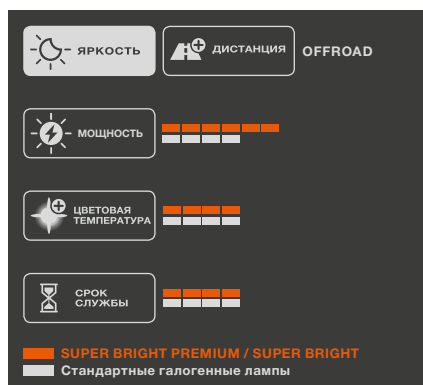 ЯРКОСТЬ
ДИСТАНЦИЯ
OFFROAD
МОЩНОСТЬ
ЦВЕТОВАЯ
ТЕМПЕРАТУРА
СРОК
СЛУЖБЫ
SUPER BRIGHT PREMIUM / SUPER BRIGHT
Стандартные галогенные лампы